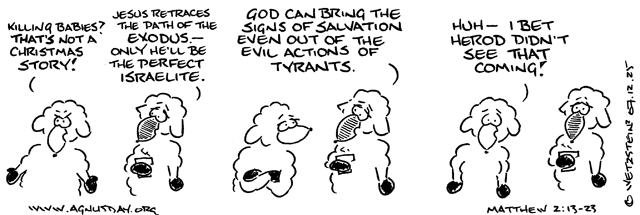 KILLING BABIES?
THAT'S NOT A
CHRISTMAS
STORY!
JESUS RETRACES
THE PATH OF THE
EXODUS,—
ONLY HE'LL BE
THE PERFECT
ISRAELITE.
GOD CAN BRING THE
SIGNS OF SALVATION
EVEN OUT OF THE
EVIL ACTIONS OF
TYRANTS.
HUH— I BET
HEROD DIDN'T
SEE THAT
COMING!
WWW.AGNUSDAY.ORG
MATTHEW 2:13-23
© WETZSTEIN